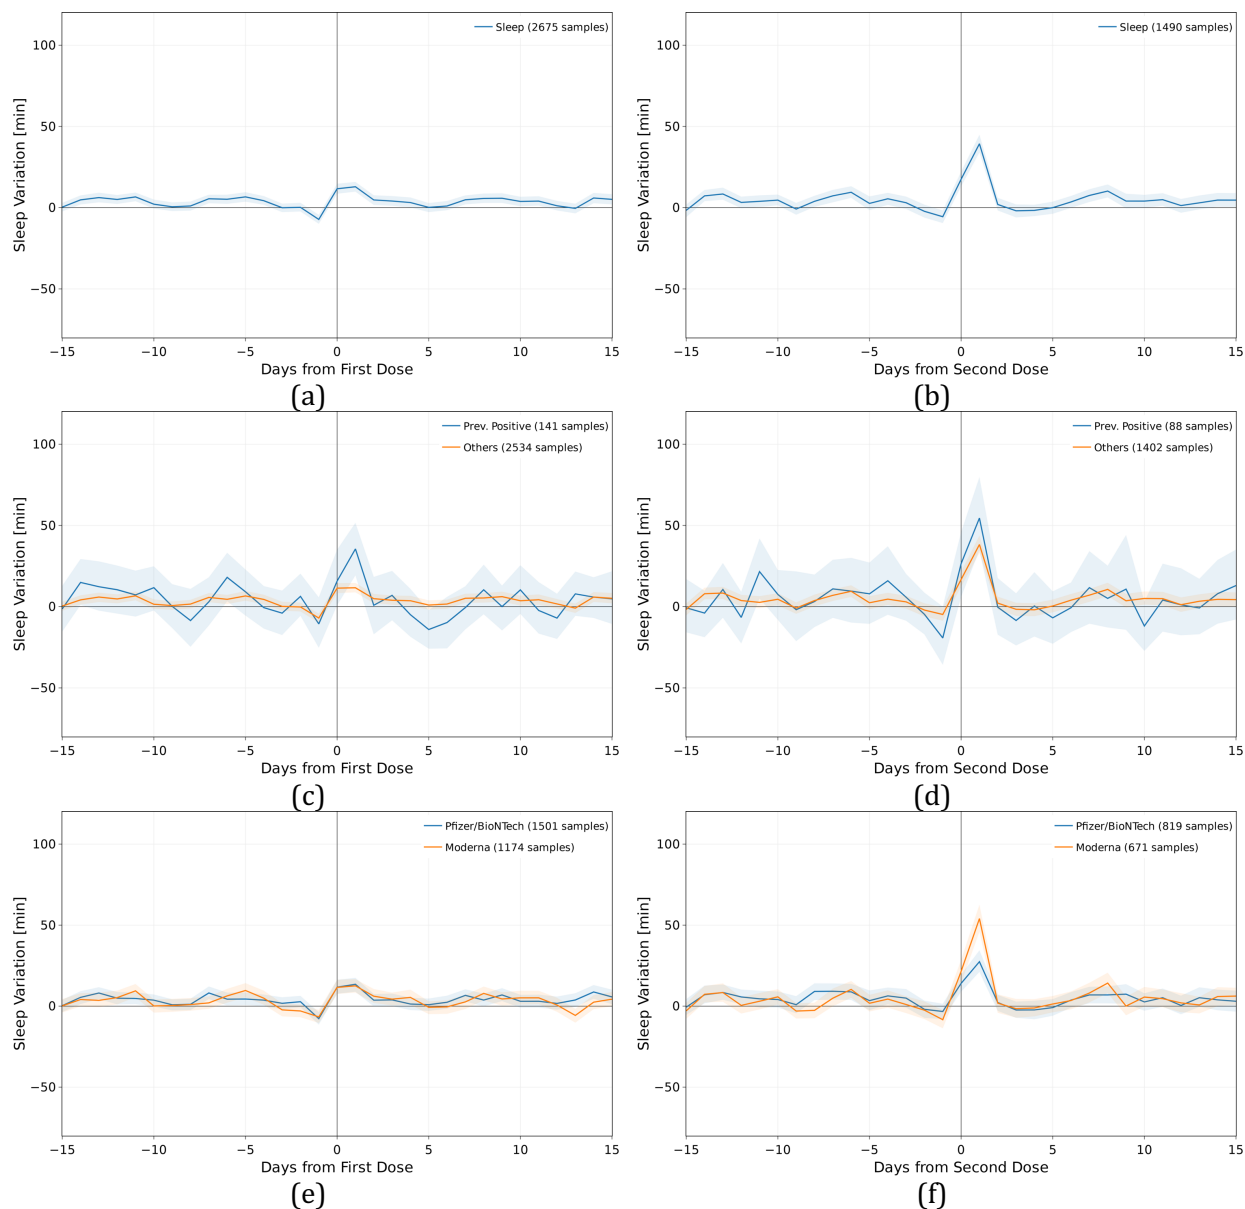 Sleep (2675 samples)
100
50
0
−50
Sleep Variation [min]
−15 −10 −5 0 5 10 15
Days from First Dose
(a)
Sleep (1490 samples)
100
50
0
−50
Sleep Variation [min]
−15 −10 −5 0 5 10 15
Days from Second Dose
(b)
Prev. Positive (141 samples)
Others (2534 samples)
100
50
0
−50
Sleep Variation [min]
−15 −10 −5 0 5 10 15
Days from First Dose
(c)
Prev. Positive (88 samples)
Others (1402 samples)
100
50
0
−50
Sleep Variation [min]
−15 −10 −5 0 5 10 15
Days from Second Dose
(d)
Pfizer/BioNTech (1501 samples)
Moderna (1174 samples)
100
50
0
−50
Sleep Variation [min]
−15 −10 −5 0 5 10 15
Days from First Dose
(e)
Pfizer/BioNTech (819 samples)
Moderna (671 samples)
100
50
0
−50
Sleep Variation [min]
−15 −10 −5 0 5 10 15
Days from Second Dose
(f)